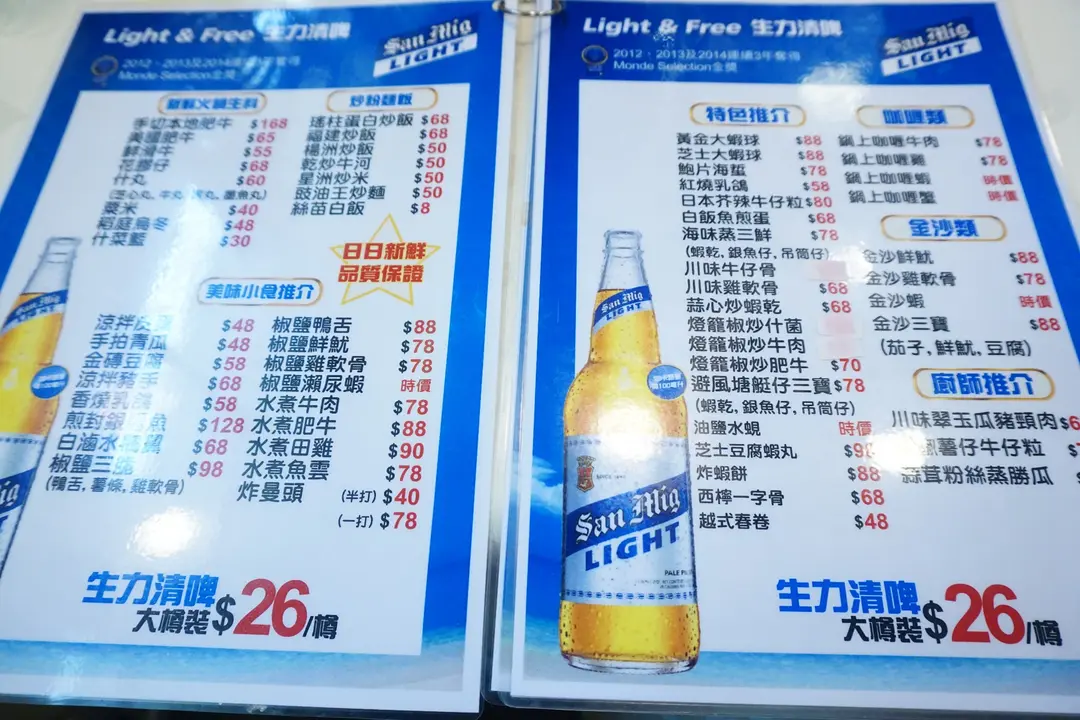 Light & Free 生力清啤
San Mig
LIGHT
2012、2013及2014連續3年奪得
Monde Selection金獎
新鮮火鍋生料
手切本地肥牛 $168
美國肥牛 $65
鮮滑牛 $55
花膠仔 $68
什丸 $60
(芝心丸, 牛丸, 丸, 墨魚丸)
粟米 $40
稻庭烏冬 $48
什菜籃 $30
炒粉麵飯
瑤柱蛋白炒飯 $68
福建炒飯 $68
楊洲炒飯 $50
乾炒牛河 $50
星洲炒米 $50
豉油王炒麵 $50
絲苗白飯 $8
日日新鮮
品質保證
美味小食推介
涼拌 $48
手拍青瓜 $48
金磚豆腐 $58
涼拌豬手 $68
香燒乳鴿 $58
煎封銀 魚 $128
白滷水鵝 $68
椒鹽三 $98
(鴨舌, 薯條, 雞軟骨)
椒鹽鴨舌 $88
椒鹽鮮魷 $78
椒鹽雞軟骨 $78
椒鹽瀨尿蝦 時價
水煮牛肉 $78
水煮肥牛 $88
水煮田雞 $90
水煮魚雲 $78
炸曼頭 (半打) $40
(一打) $78
San Mig
LIGHT
生力清啤
大樽裝 $26/樽
Light & Free 生力清啤
San Mig
LIGHT
2012、2013及2014連續3年奪得
Monde Selection金獎
特色推介
黃金大蝦球 $88
芝士大蝦球 $88
鮑片海蜇 $78
紅燒乳鴿 $58
日本芥辣牛仔粒 $80
白飯魚煎蛋 $68
海味蒸三鮮 $78
(蝦乾, 銀魚仔, 吊筒仔)
川味牛仔骨
川味雞軟骨 $68
蒜心炒蝦乾 $68
燈籠椒炒什菌
燈籠椒炒牛肉
燈籠椒炒肥牛 $70
避風塘艇仔三寶 $78
(蝦乾, 銀魚仔, 吊筒仔)
油鹽水蜆 時價
芝士豆腐蝦丸
炸蝦餅 $88
西檸一字骨 $68
越式春卷 $48
咖喱類
鍋上咖喱牛肉 $78
鍋上咖喱雞 $78
鍋上咖喱蝦 時價
鍋上咖喱蟹 時價
金沙類
金沙鮮魷 $88
金沙雞軟骨 $78
金沙蝦 時價
金沙三寶 $88
(茄子, 鮮魷, 豆腐)
廚師推介
川味翠玉瓜豬頸肉
薯仔牛仔粒
蒜茸粉絲蒸勝瓜
San Mig
LIGHT
San Mig
LIGHT
生力清啤
大樽裝 $26/樽